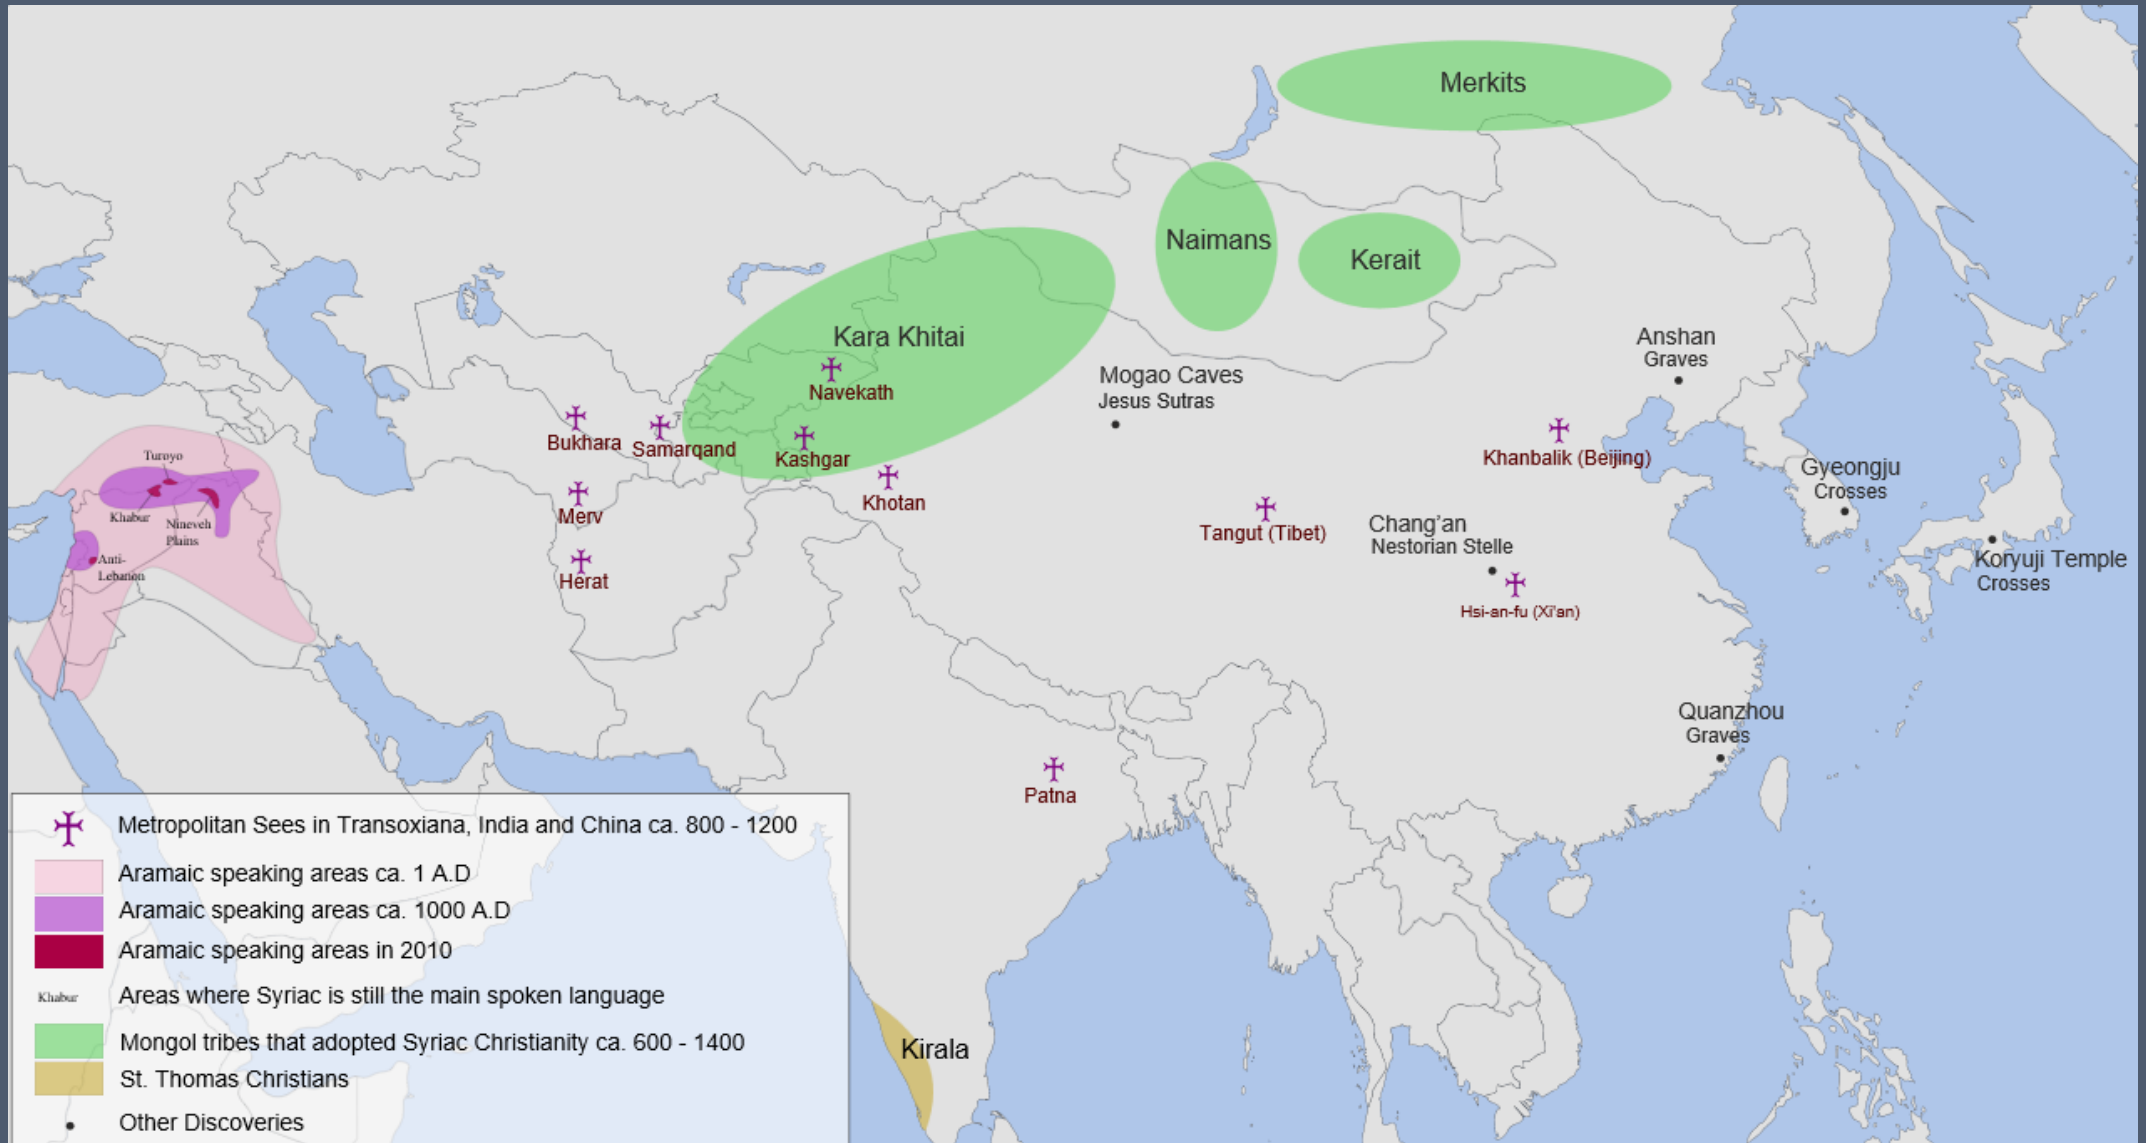 Merkits
Naimans
Kerait
Kara Khitai
Navekath
Anshan
Graves
Mogao Caves
Jesus Sutras
Bukhara
Samarqand
Kashgar
Khanbalik (Beijing)
Turoyo
Gyeongju
Crosses
Khotan
Khabur
Nineveh
Plains
Merv
Tangut (Tibet)
Chang'an
Nestorian Stelle
Anti-
Lebanon
Herat
Koryuji Temple
Crosses
Hsi-an-fu (Xi'an)
Quanzhou
Graves
Patna
Kirala
Metropolitan Sees in Transoxiana, India and China ca. 800 - 1200
Aramaic speaking areas ca. 1 A.D
Aramaic speaking areas ca. 1000 A.D
Aramaic speaking areas in 2010
Khabur Areas where Syriac is still the main spoken language
Mongol tribes that adopted Syriac Christianity ca. 600 - 1400
St. Thomas Christians
Other Discoveries